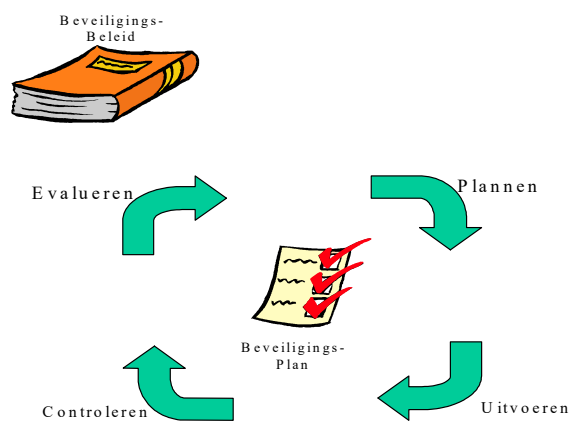 Beveiligings-
Beleid
Evalueren
Plannen
Beveiligings-
Plan
Controleren
Uitvoeren